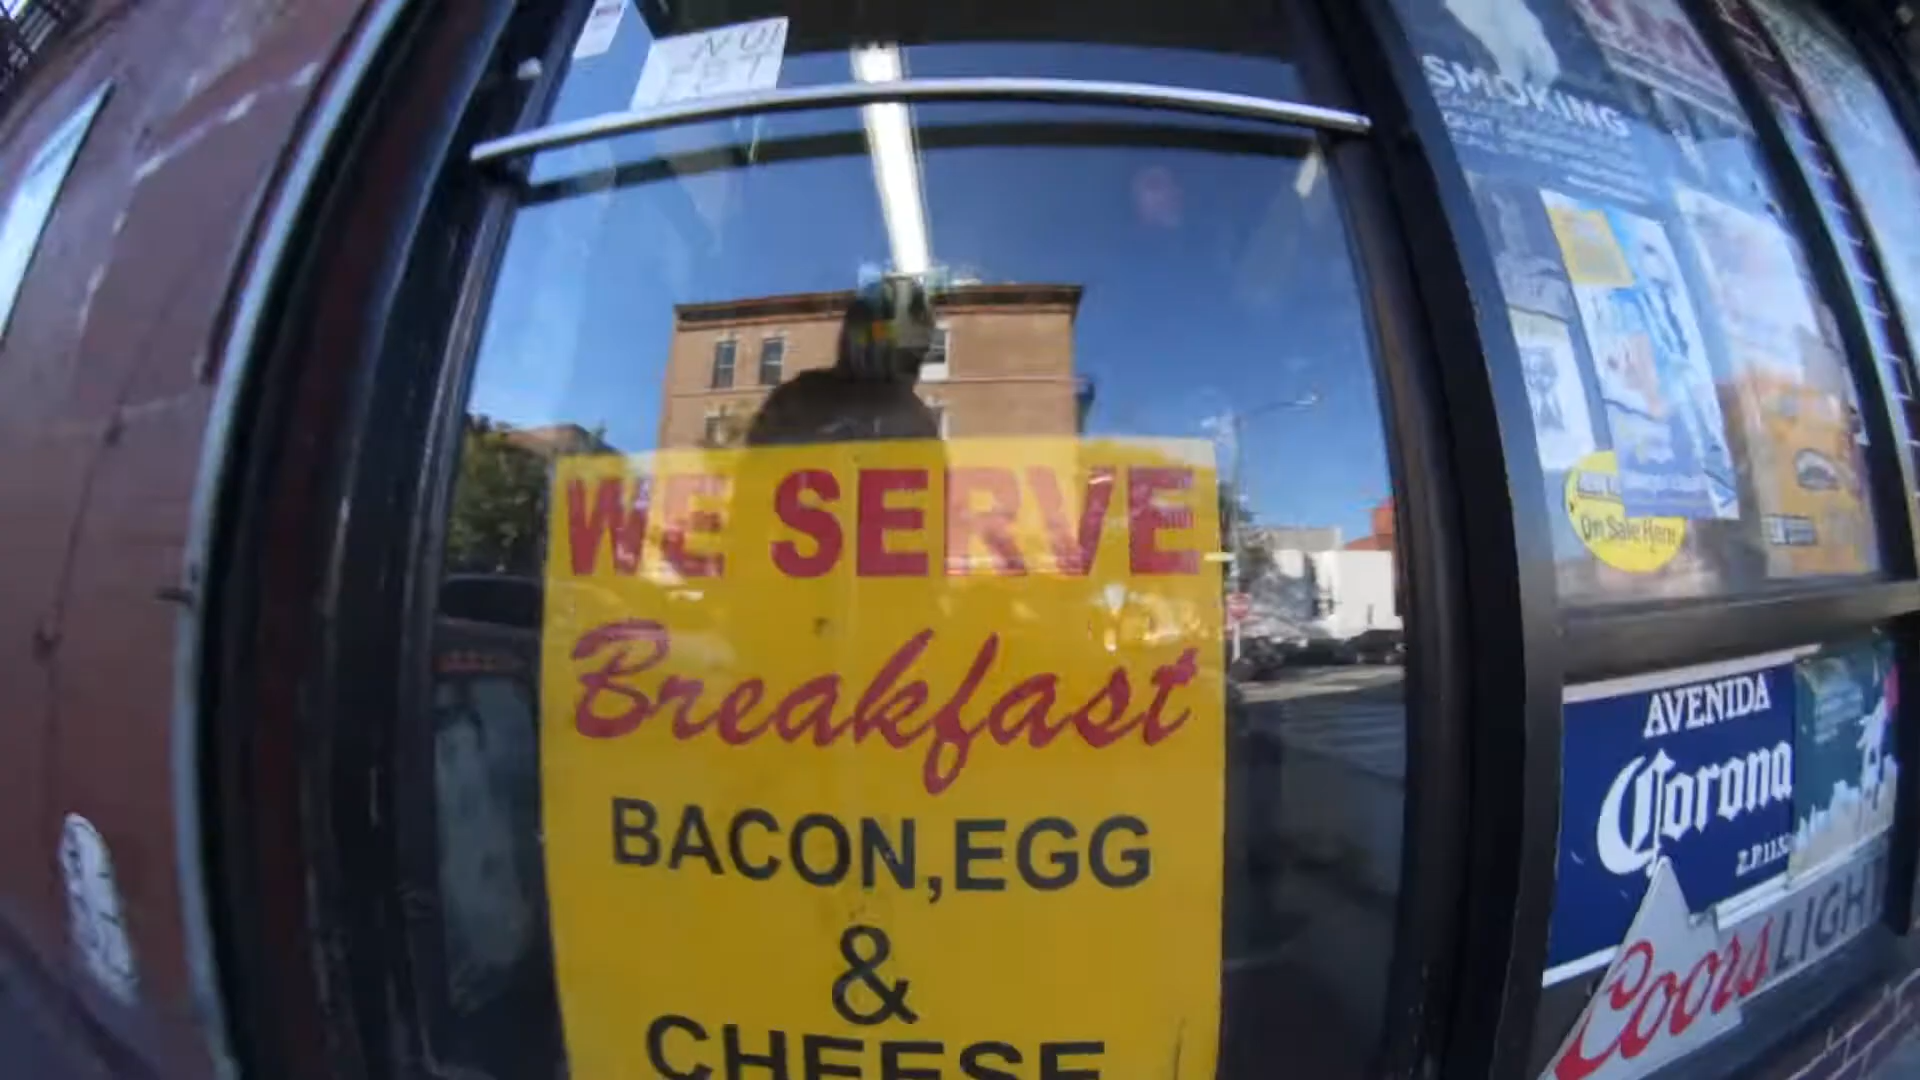 WE SERVE
Breakfast
BACON,EGG
&
CHEESE
SMOKING
On Sale Here
AVENIDA
Corona
Coors LIGHT